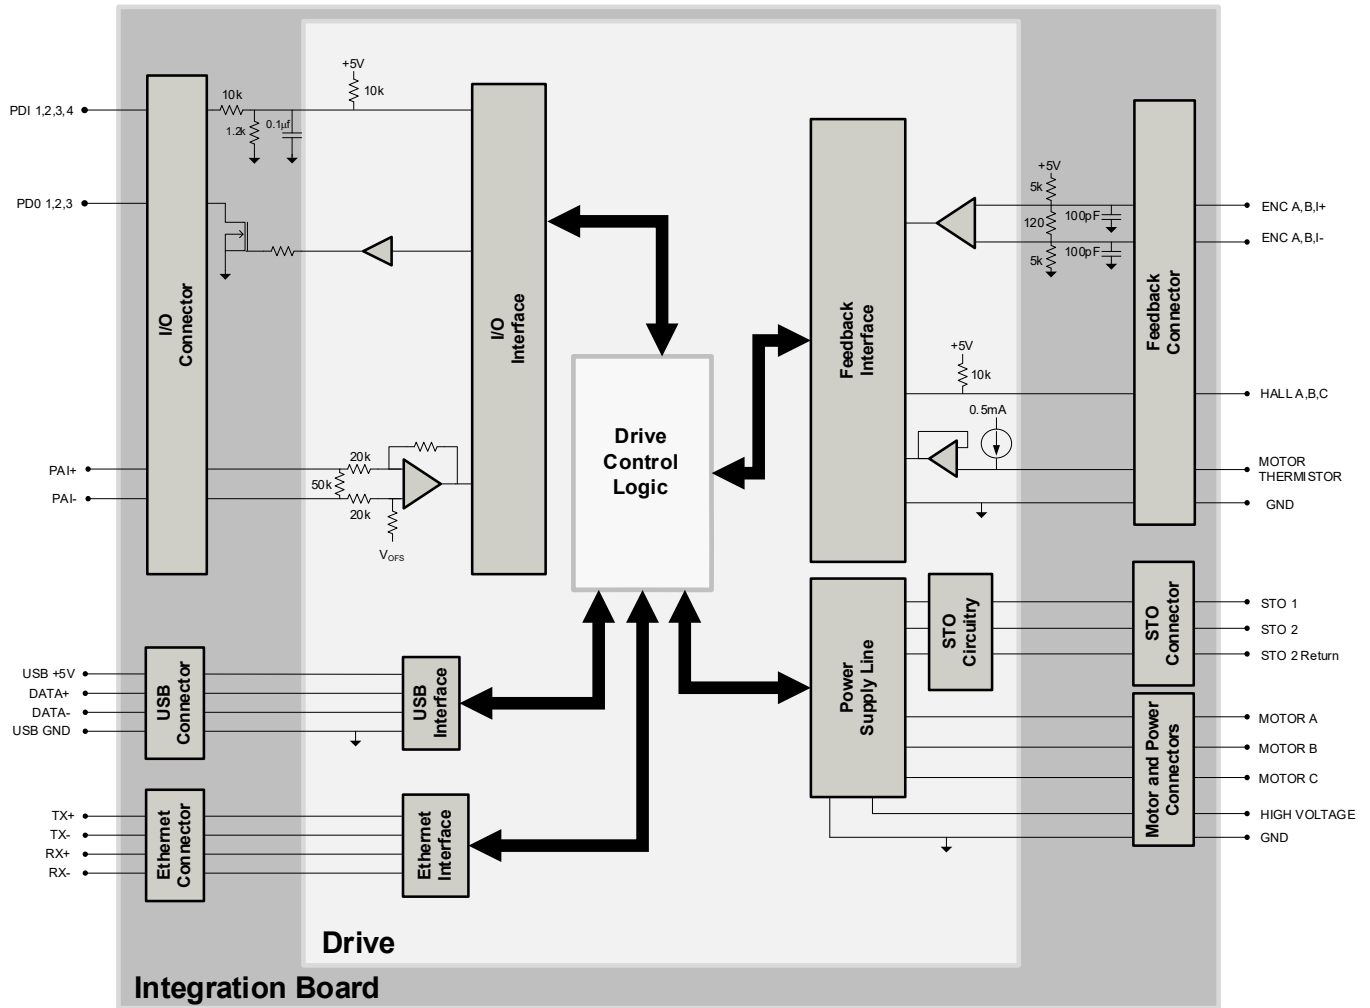 +5V
10k
10k
PDI 1,2,3,4
1.2k
0.1µf
PD0 1,2,3
I/O
Connector
I/O
Interface
PAI+
20k
50k
PAI-
20k
VOFS
Drive
Control
Logic
Feedback
Interface
+5V
5k
100pF
120
100pF
5k
ENC A,B,I+
ENC A,B,I-
Feedback
Connector
+5V
10k
HALL A,B,C
0.5mA
MOTOR
THERMISTOR
GND
STO
Circuitry
STO
Connector
STO 1
STO 2
STO 2 Return
USB +5V
DATA+
DATA-
USB GND
USB
Connector
USB
Interface
Power
Supply Line
MOTOR A
MOTOR B
MOTOR C
HIGH VOLTAGE
GND
Motor and Power
Connectors
TX+
TX-
RX+
RX-
Ethernet
Connector
Ethernet
Interface
Drive
Integration Board